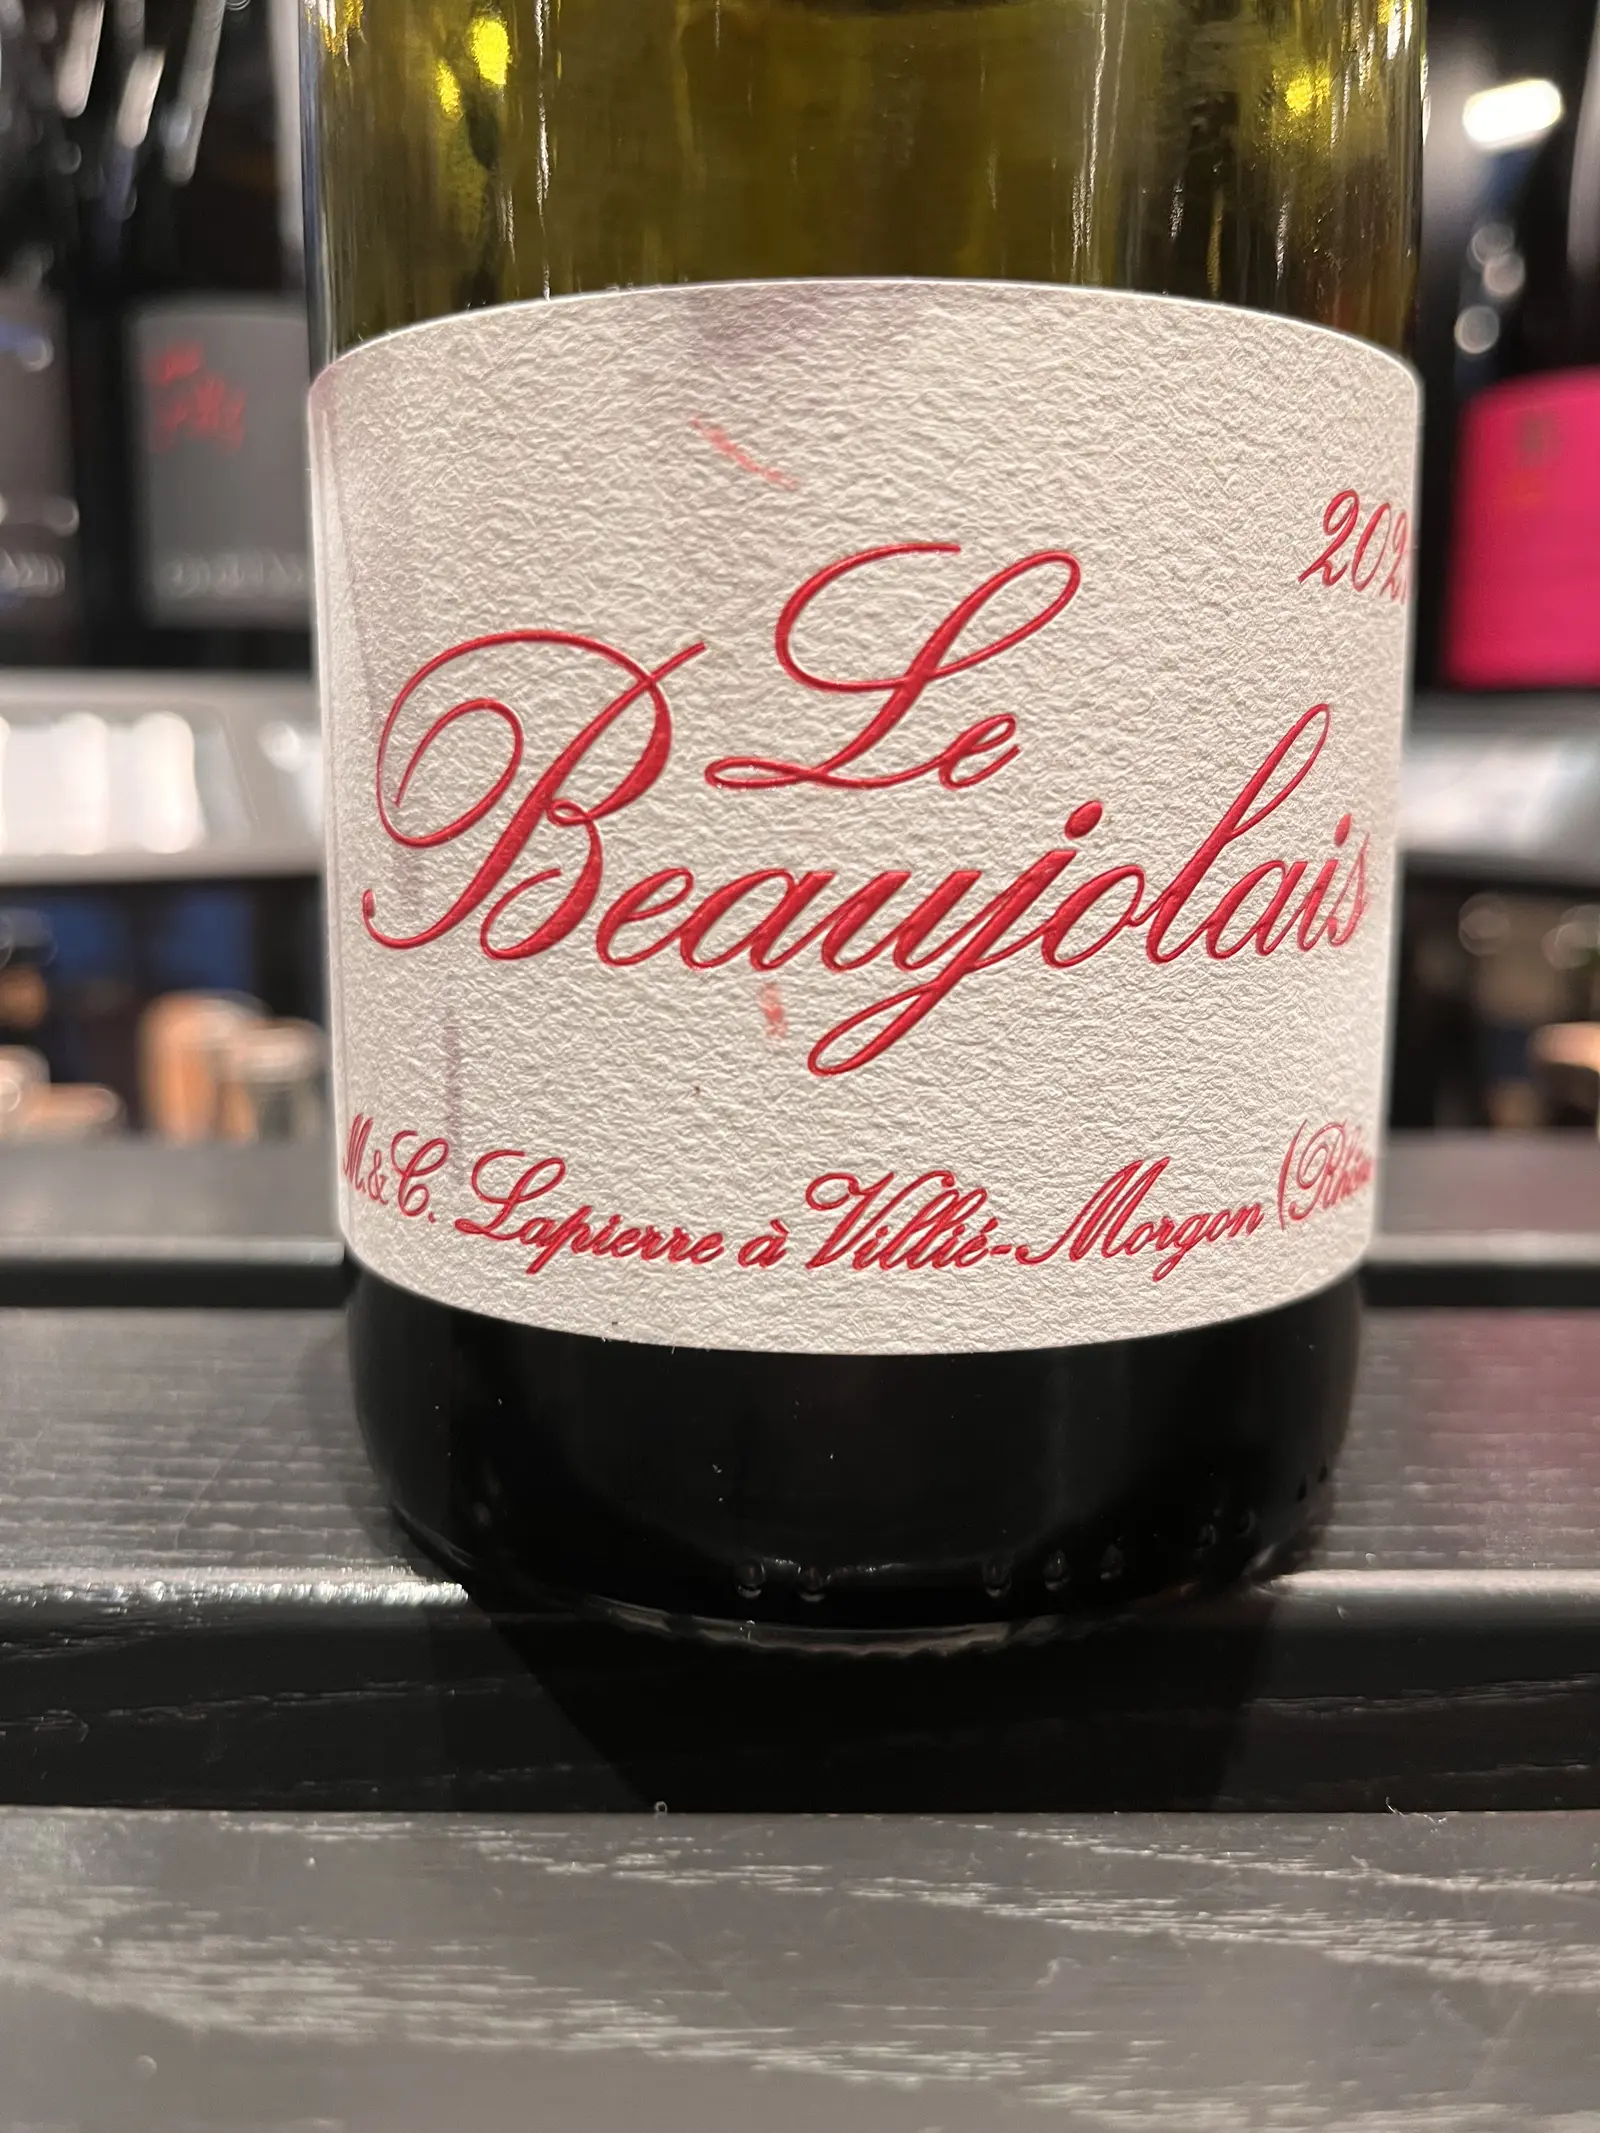 Le
Beaujolais
M. & C. Lapierre à Villié-Morgon